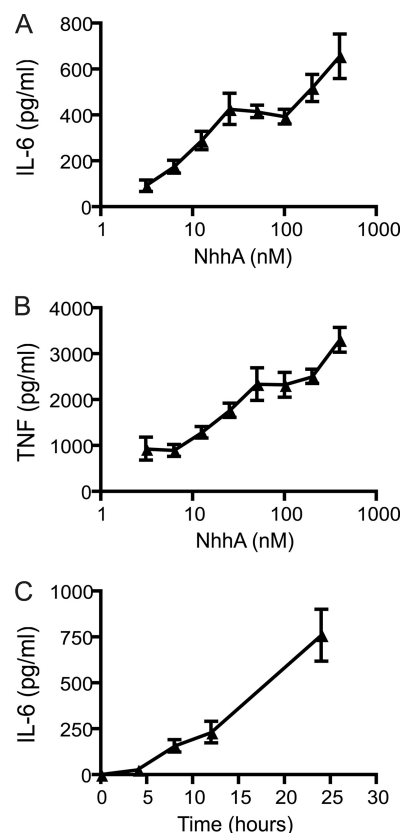 A
IL-6 (pg/ml)
800
600
400
200
0
1 10 100 1000
NhhA (nM)
B
TNF (pg/ml)
4000
3000
2000
1000
0
1 10 100 1000
NhhA (nM)
C
IL-6 (pg/ml)
1000
750
500
250
0
0 5 10 15 20 25 30
Time (hours)